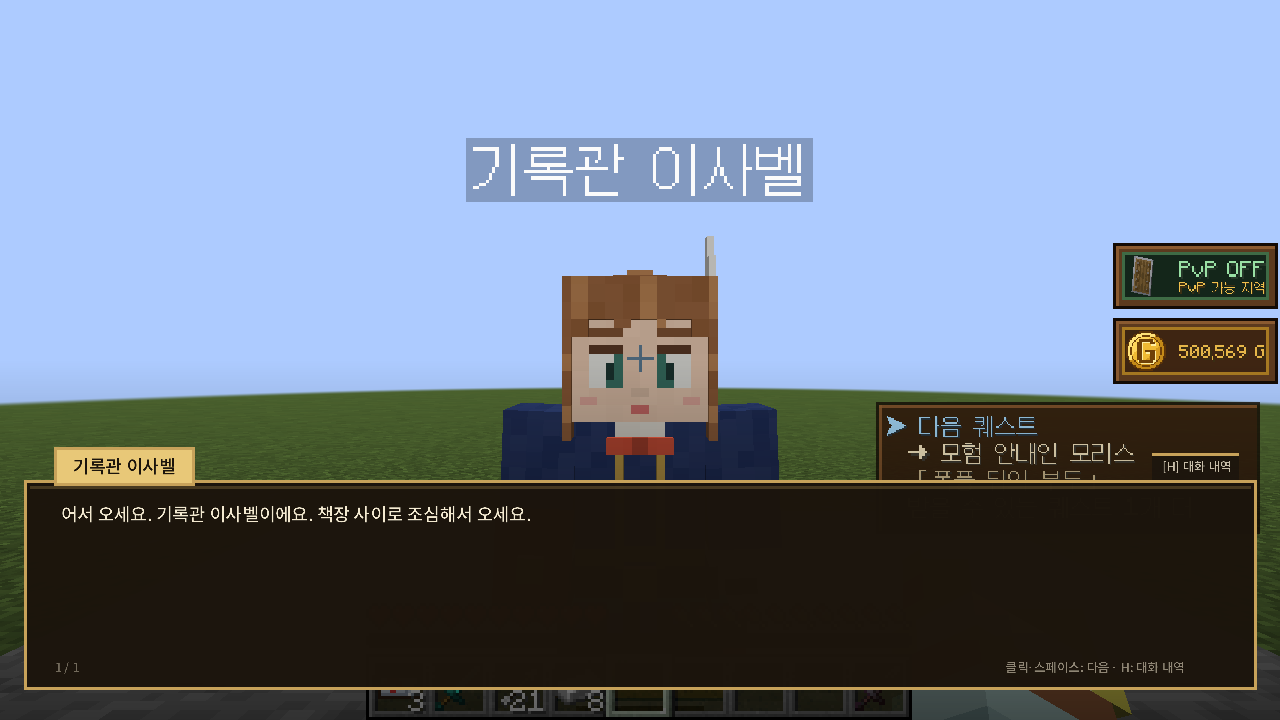 기록관 이사벨
PvP OFF
PvP 가능 지역
500,569 G
➤ 다음 퀘스트
→ 모험 안내인 모리스
[H] 대화 내역
기록관 이사벨
어서 오세요. 기록관 이사벨이에요. 책장 사이로 조심해서 오세요.
1 / 1
클릭·스페이스: 다음 · H: 대화 내역
3
21
8